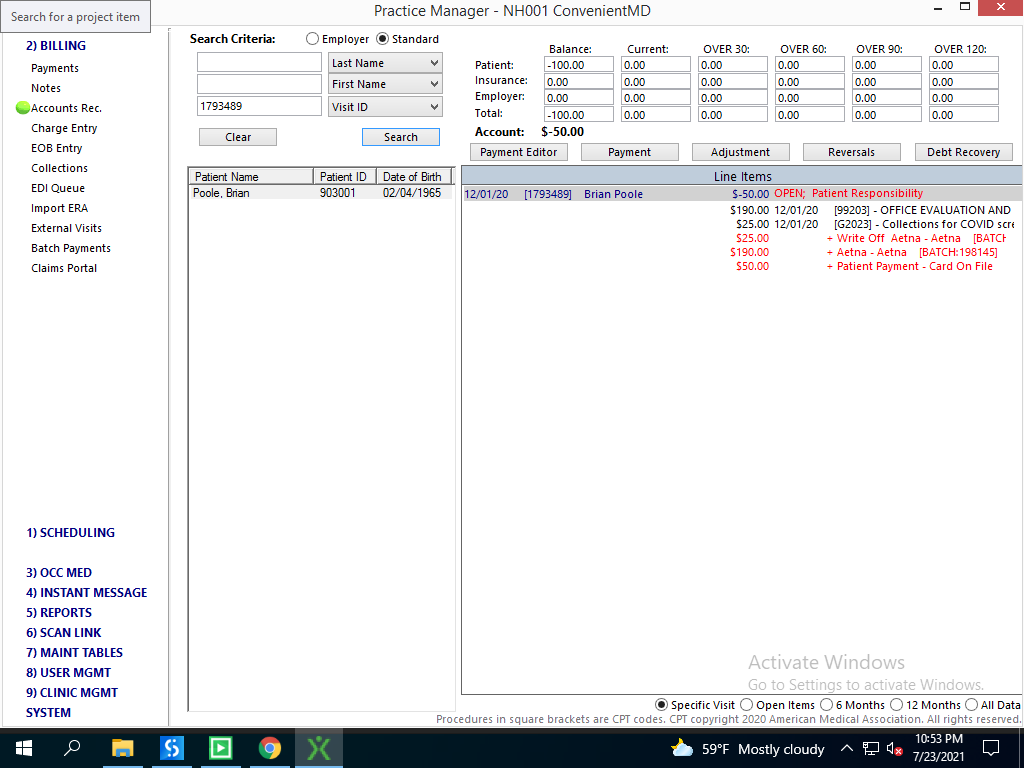 Search for a project item
Practice Manager - NH001 ConvenientMD
2) BILLING
Payments
Notes
Accounts Rec.
Charge Entry
EOB Entry
Collections
EDI Queue
Import ERA
External Visits
Batch Payments
Claims Portal
1) SCHEDULING
3) OCC MED
4) INSTANT MESSAGE
5) REPORTS
6) SCAN LINK
7) MAINT TABLES
8) USER MGMT
9) CLINIC MGMT
SYSTEM
Search Criteria: Employer Standard
Last Name
First Name
1793489 Visit ID
Clear Search
Balance: Current: OVER 30: OVER 60: OVER 90: OVER 120:
Patient: -100.00 0.00 0.00 0.00 0.00 0.00
Insurance: 0.00 0.00 0.00 0.00 0.00 0.00
Employer: 0.00 0.00 0.00 0.00 0.00 0.00
Total: -100.00 0.00 0.00 0.00 0.00 0.00
Account: $-50.00
Payment Editor Payment Adjustment Reversals Debt Recovery
Patient Name Patient ID Date of Birth
Poole, Brian 903001 02/04/1965
Line Items
12/01/20 [1793489] Brian Poole $-50.00 OPEN; Patient Responsibility
$190.00 12/01/20 [99203] - OFFICE EVALUATION AND
$25.00 12/01/20 [G2023] - Collections for COVID scre
$25.00 + Write Off Aetna - Aetna [BATCH
$190.00 + Aetna - Aetna [BATCH:198145]
$50.00 + Patient Payment - Card On File
Activate Windows
Go to Settings to activate Windows.
Specific Visit Open Items 6 Months 12 Months All Data
Procedures in square brackets are CPT codes. CPT copyright 2020 American Medical Association. All rights reserved.
59°F Mostly cloudy
10:53 PM
7/23/2021